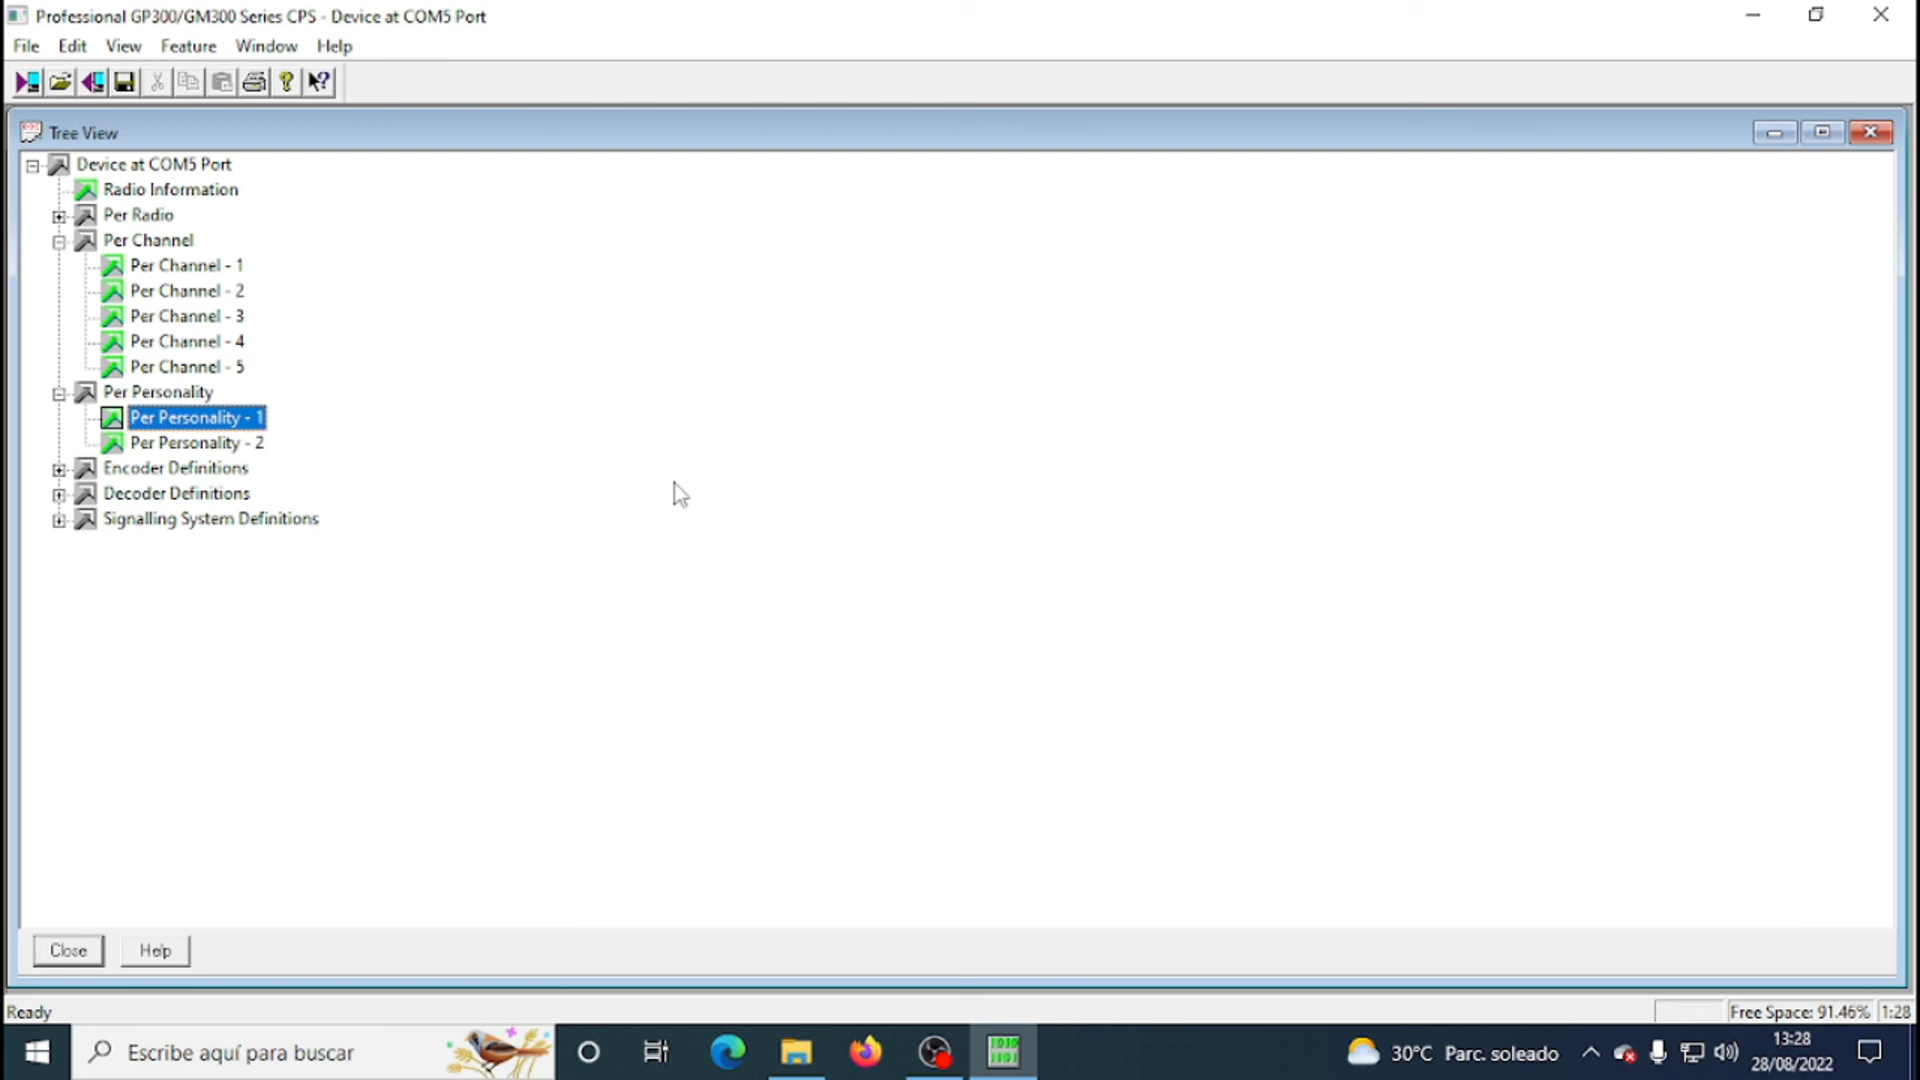 Professional GP300/GM300 Series CPS - Device at COM5 Port
File Edit View Feature Window Help
Tree View
Device at COM5 Port
Radio Information
Per Radio
Per Channel
Per Channel - 1
Per Channel - 2
Per Channel - 3
Per Channel - 4
Per Channel - 5
Per Personality
Per Personality - 1
Per Personality - 2
Encoder Definitions
Decoder Definitions
Signalling System Definitions
Close Help
Ready Free Space: 91.46% 1:28
Escribe aquí para buscar 30°C Parc. soleado 13:28
28/08/2022